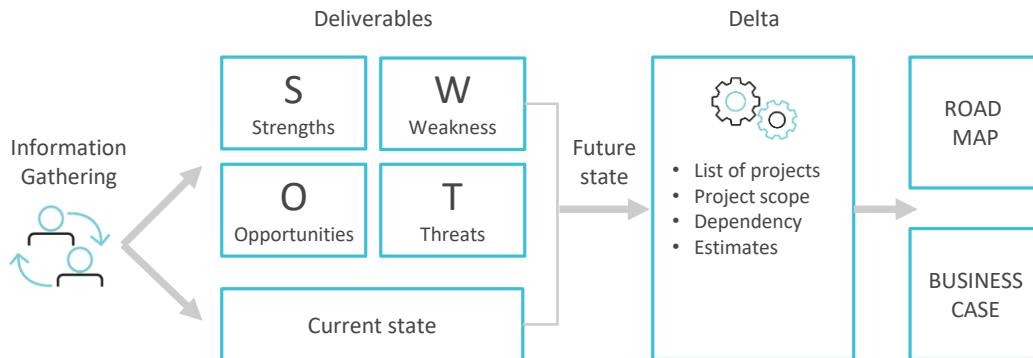 Deliverables
Delta
Information
Gathering
S
Strengths
W
Weakness
O
Opportunities
T
Threats
Current state
Future
state
• List of projects
• Project scope
• Dependency
• Estimates
ROAD
MAP
BUSINESS
CASE